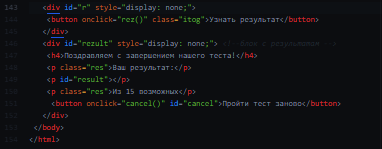 143 <div id="r" style="display: none;">
<button onclick="rez()" class="itog">Узнать результат</button>
</div>
<div id="rezult" style="display: none;">
<h4>Поздравляем с завершением нашего теста!</h4>
<p class="res">Ваш результат:</p>
<p id="result"></p>
<p class="res">Из 15 возможных</p>
<button onclick="cancel()" id="cancel">Пройти тест заново</button>
</div>
</body>
</html>